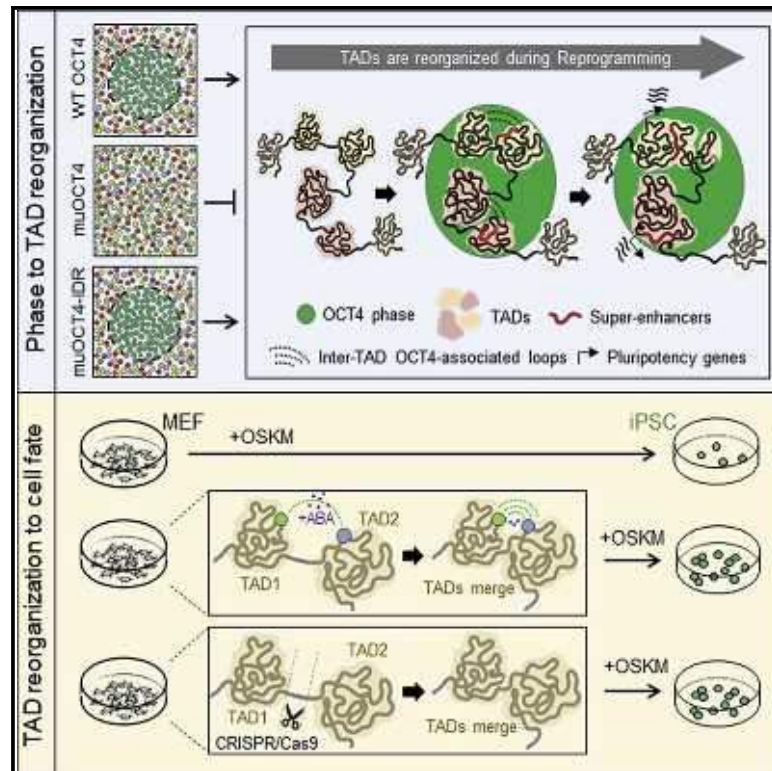 Phase to TAD reorganization
WT OCT4
muOCT4
muOCT4-IDR
TADs are reorganized during Reprogramming
OCT4 phase
TADs
Super-enhancers
Inter-TAD OCT4-associated loops
Pluripotency genes
TAD reorganization to cell fate
MEF
+OSKM
iPSC
+ABA
TAD2
TAD1
TADs merge
+OSKM
TAD2
TAD1
CRISPR/Cas9
TADs merge
+OSKM